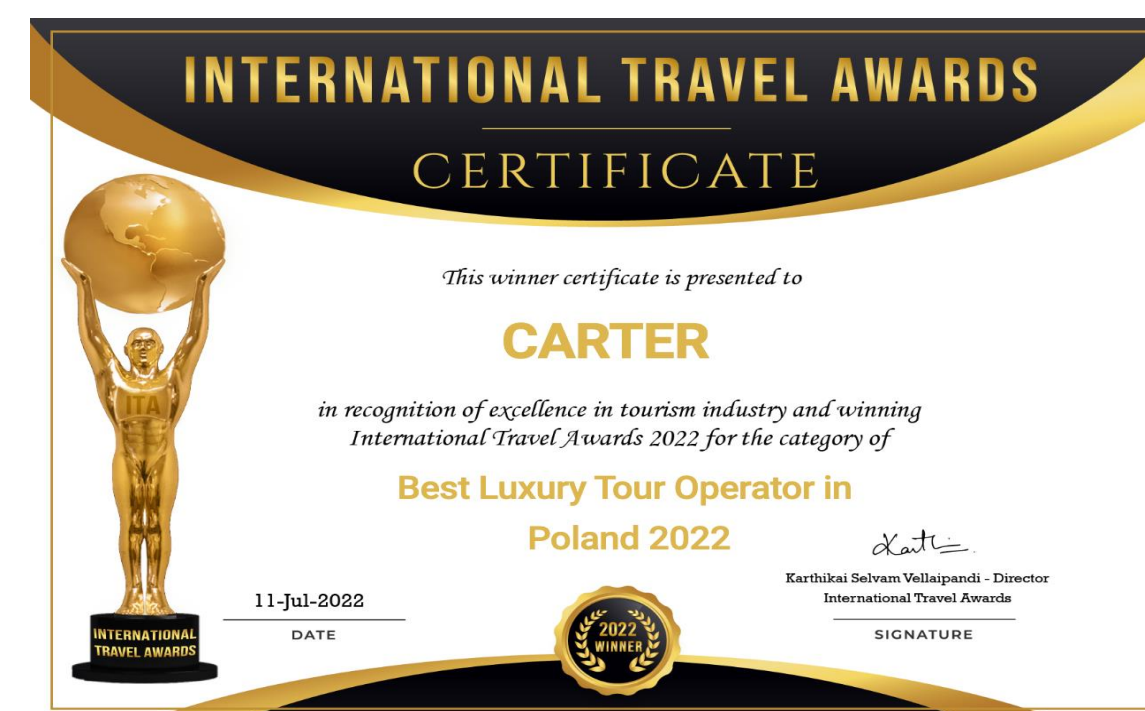 INTERNATIONAL TRAVEL AWARDS
CERTIFICATE
This winner certificate is presented to
CARTER
in recognition of excellence in tourism industry and winning
International Travel Awards 2022 for the category of
Best Luxury Tour Operator in
Poland 2022
ITA
INTERNATIONAL
TRAVEL AWARDS
11-Jul-2022
DATE
2022
WINNER
Karthikai Selvam Vellaipandi - Director
International Travel Awards
SIGNATURE